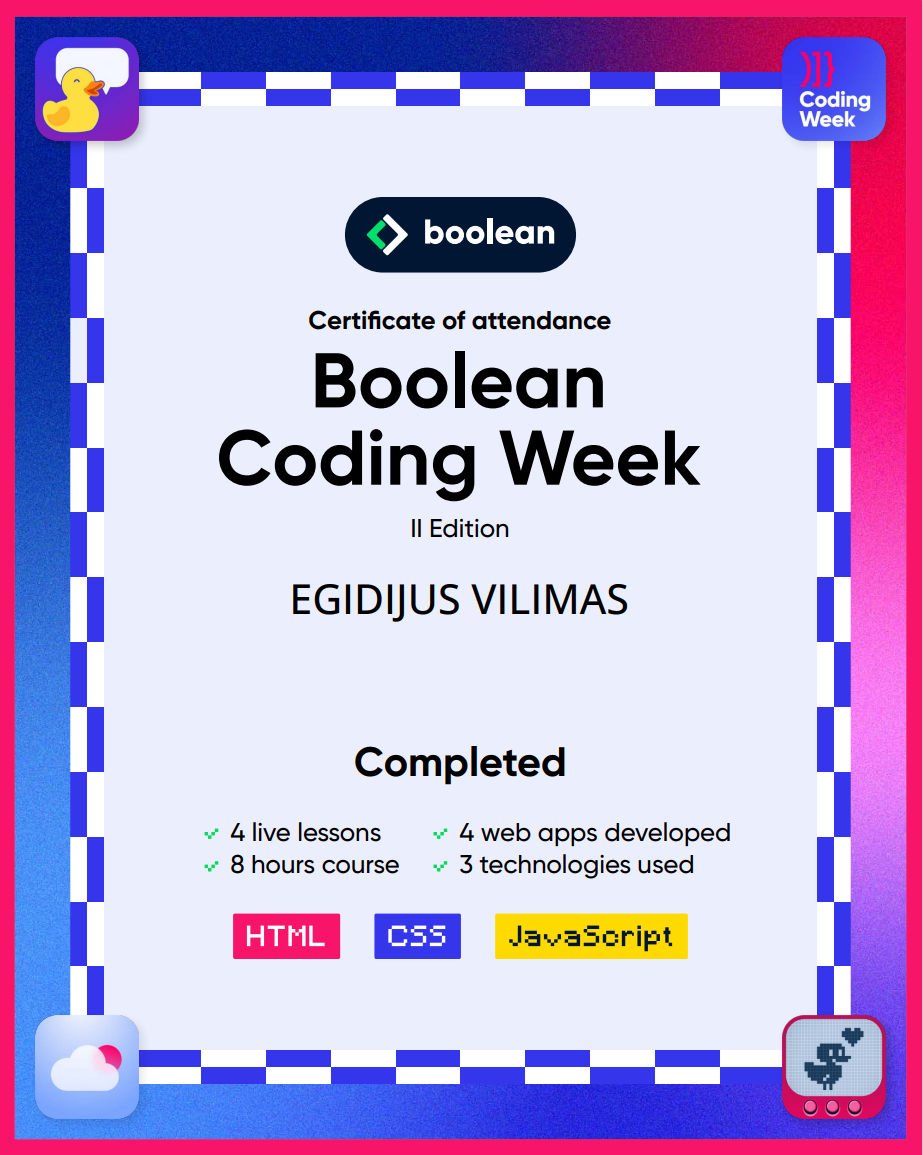 )]}
Coding
Week
boolean
Certificate of attendance
Boolean
Coding Week
II Edition
EGIDIJUS VILIMAS
Completed
4 live lessons
4 web apps developed
8 hours course
3 technologies used
HTML
CSS
JavaScript